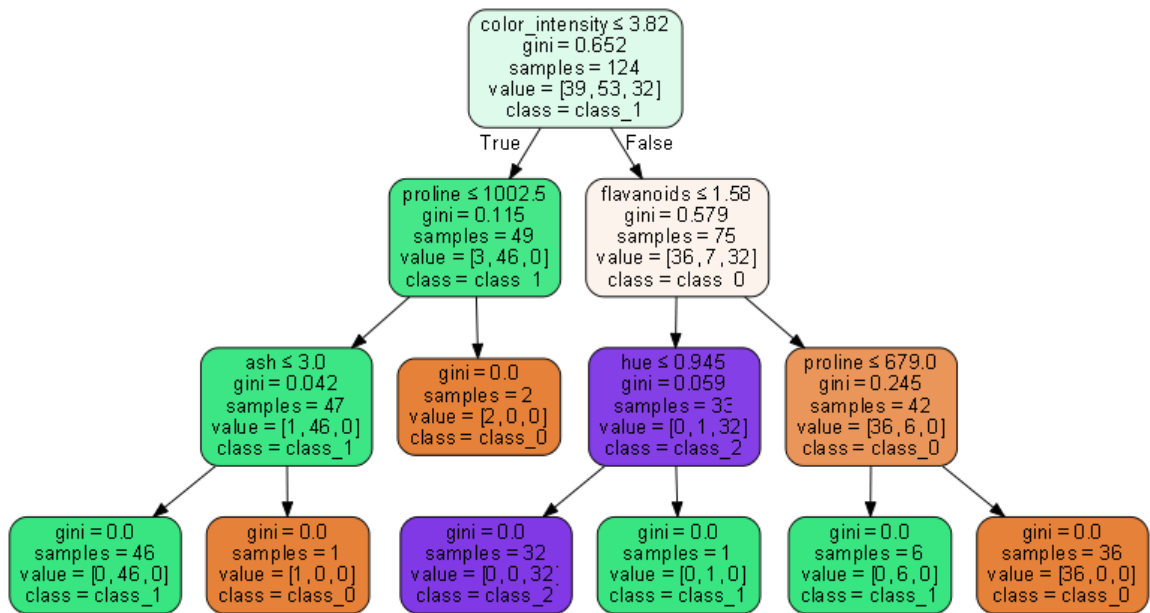 color_intensity ≤ 3.82
gini = 0.652
samples = 124
value = [39, 53, 32]
class = class_1
True
False
proline ≤ 1002.5
gini = 0.115
samples = 49
value = [3, 46, 0]
class = class_1
flavanoids ≤ 1.58
gini = 0.579
samples = 75
value = [36, 7, 32]
class = class_0
ash ≤ 3.0
gini = 0.042
samples = 47
value = [1, 46, 0]
class = class_1
gini = 0.0
samples = 2
value = [2, 0, 0]
class = class_0
hue ≤ 0.945
gini = 0.059
samples = 33
value = [0, 1, 32]
class = class_2
proline ≤ 679.0
gini = 0.245
samples = 42
value = [36, 6, 0]
class = class_0
gini = 0.0
samples = 46
value = [0, 46, 0]
class = class_1
gini = 0.0
samples = 1
value = [1, 0, 0]
class = class_0
gini = 0.0
samples = 32
value = [0, 0, 32]
class = class_2
gini = 0.0
samples = 1
value = [0, 1, 0]
class = class_1
gini = 0.0
samples = 6
value = [0, 6, 0]
class = class_1
gini = 0.0
samples = 36
value = [36, 0, 0]
class = class_0